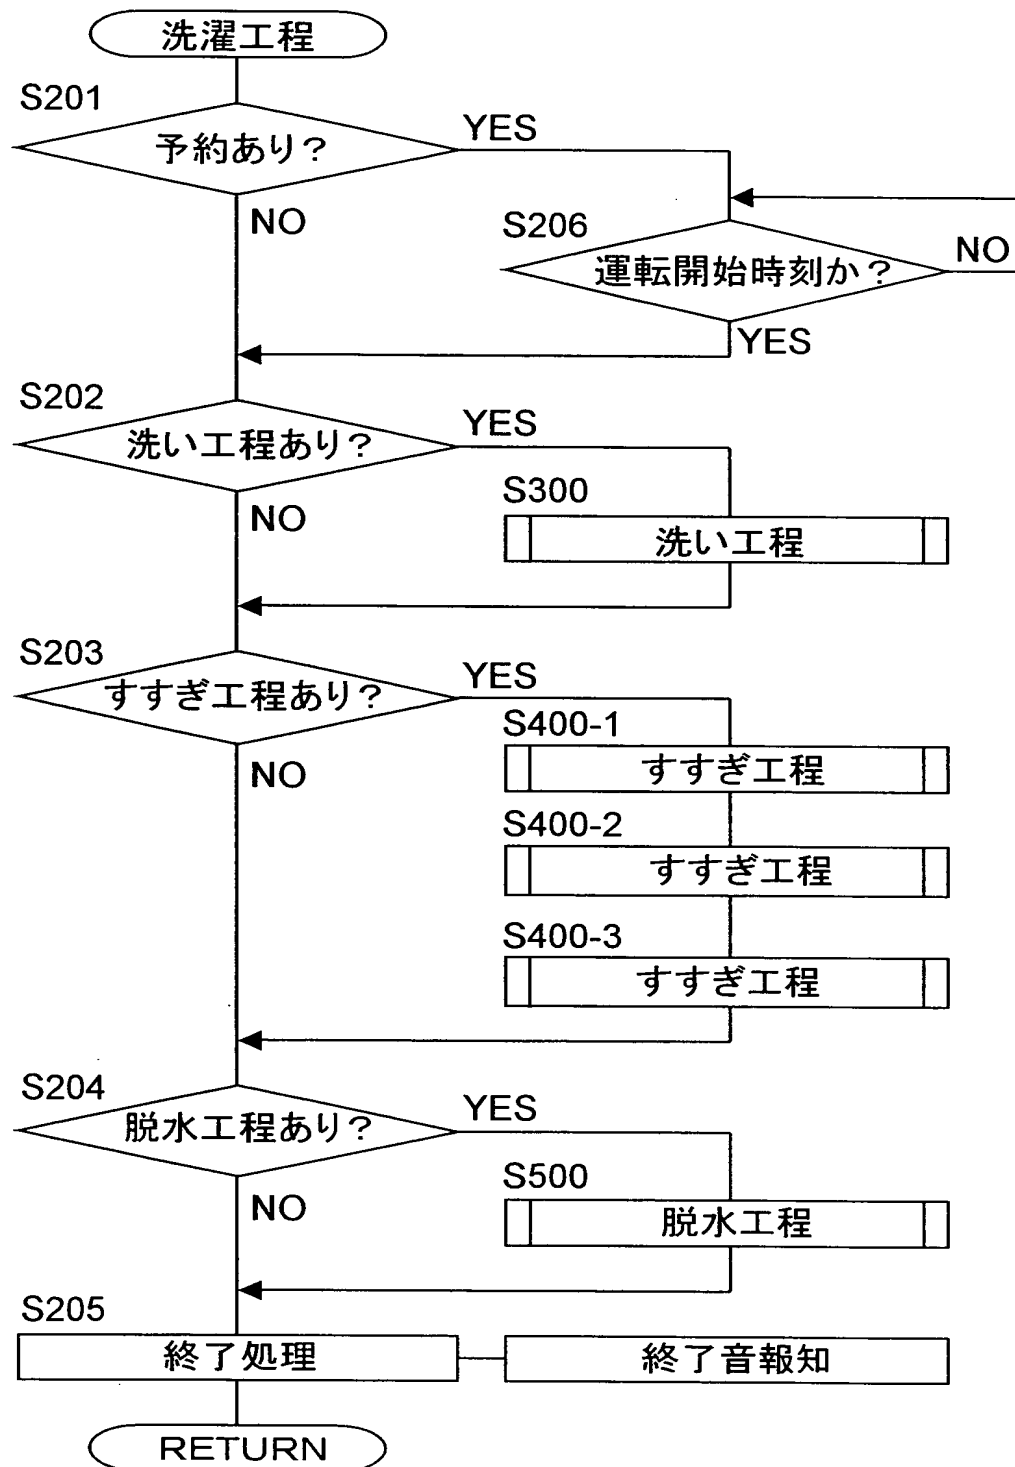 洗濯工程
S201
予約あり?
YES
NO
S206
運転開始時刻か?
NO
YES
S202
洗い工程あり?
YES
NO
S300
洗い工程
S203
すすぎ工程あり?
YES
NO
S400-1
すすぎ工程
S400-2
すすぎ工程
S400-3
すすぎ工程
S204
脱水工程あり?
YES
NO
S500
脱水工程
S205
終了処理
終了音報知
RETURN